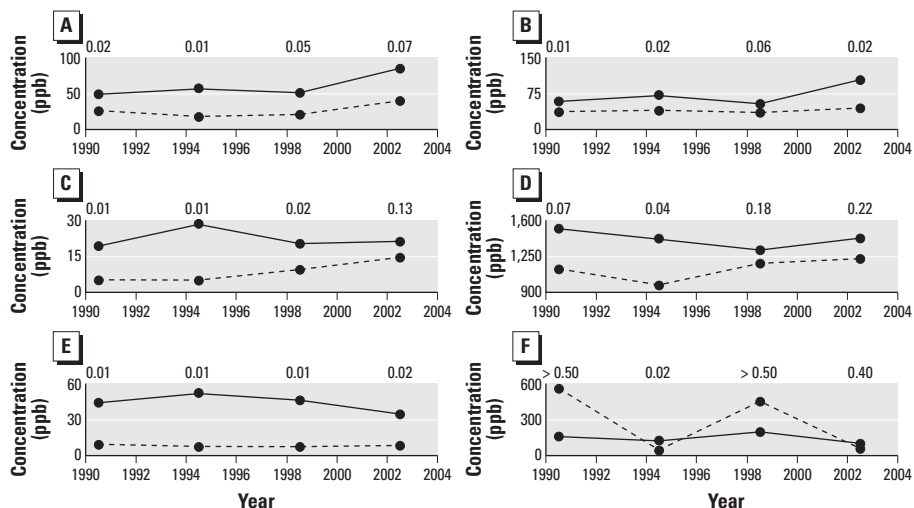 A
0.02 0.01 0.05 0.07
100
50
0
Concentration
(ppb)
1990 1992 1994 1996 1998 2000 2002 2004
B
0.01 0.02 0.06 0.02
150
75
0
Concentration
(ppb)
1990 1992 1994 1996 1998 2000 2002 2004
C
0.01 0.01 0.02 0.13
30
15
0
Concentration
(ppb)
1990 1992 1994 1996 1998 2000 2002 2004
D
0.07 0.04 0.18 0.22
1,600
1,250
900
Concentration
(ppb)
1990 1992 1994 1996 1998 2000 2002 2004
E
0.01 0.01 0.01 0.02
60
30
0
Concentration
(ppb)
1990 1992 1994 1996 1998 2000 2002 2004
Year
F
> 0.50 0.02 > 0.50 0.40
600
300
0
Concentration
(ppb)
1990 1992 1994 1996 1998 2000 2002 2004
Year